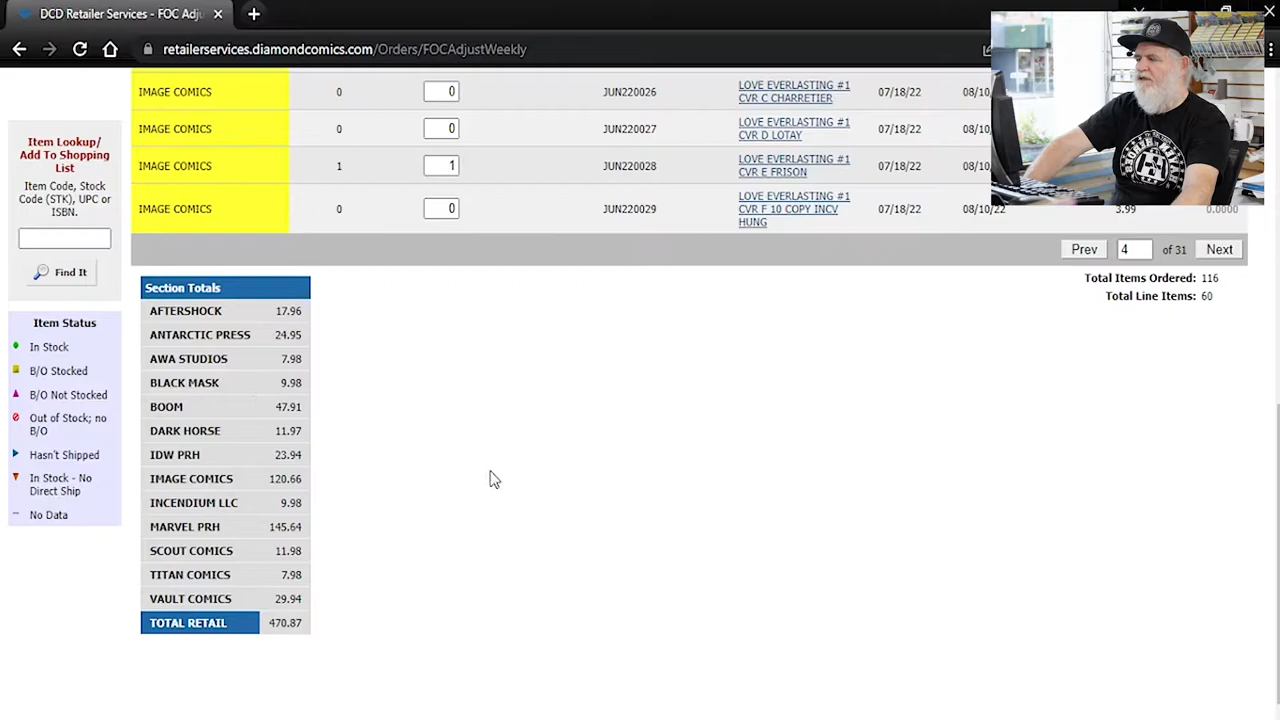 DCD Retailer Services - FOC Adju
retailerservices.diamondcomics.com/Orders/FOCAdjustWeekly
IMAGE COMICS 0 0 JUN220026 LOVE EVERLASTING #1 07/18/22 08/10
CVR C CHARRETIER
IMAGE COMICS 0 0 JUN220027 LOVE EVERLASTING #1 07/18/22 08/10
CVR D LOTAY
IMAGE COMICS 1 1 JUN220028 LOVE EVERLASTING #1 07/18/22 08/10
CVR E FRISON
IMAGE COMICS 0 0 JUN220029 LOVE EVERLASTING #1 07/18/22 08/10/22 3.99 0.0000
CVR F 10 COPY INCV
HUNG
Prev 4 of 31 Next
Total Items Ordered: 116
Total Line Items: 60
Item Lookup/
Add To Shopping
List
Item Code, Stock
Code (STK), UPC or
ISBN.
Find It
Item Status
In Stock
B/O Stocked
B/O Not Stocked
Out of Stock; no
B/O
Hasn't Shipped
In Stock - No
Direct Ship
No Data
Section Totals
AFTERSHOCK 17.96
ANTARCTIC PRESS 24.95
AWA STUDIOS 7.98
BLACK MASK 9.98
BOOM 47.91
DARK HORSE 11.97
IDW PRH 23.94
IMAGE COMICS 120.66
INCENDIUM LLC 9.98
MARVEL PRH 145.64
SCOUT COMICS 11.98
TITAN COMICS 7.98
VAULT COMICS 29.94
TOTAL RETAIL 470.87